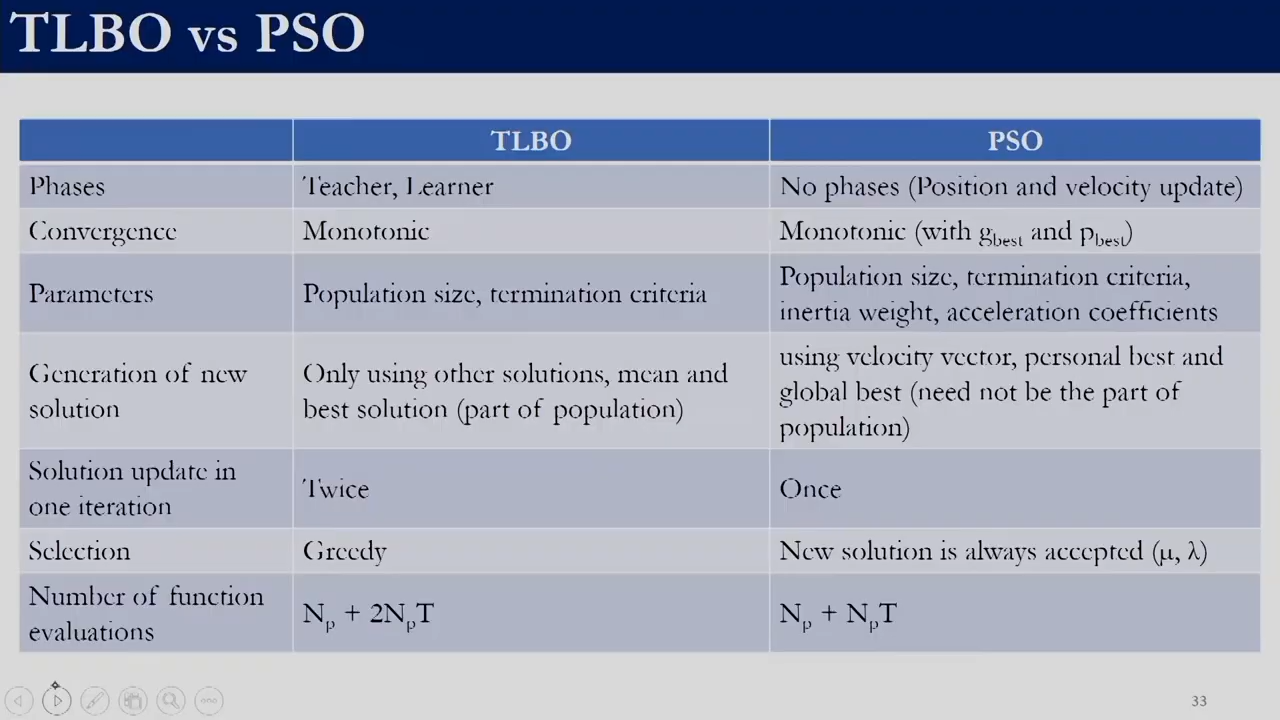 TLBO vs PSO
TLBO
PSO
Phases
Teacher, Learner
No phases (Position and velocity update)
Convergence
Monotonic
Monotonic (with gbest and pbest)
Parameters
Population size, termination criteria
Population size, termination criteria,
inertia weight, acceleration coefficients
Generation of new
solution
Only using other solutions, mean and
best solution (part of population)
using velocity vector, personal best and
global best (need not be the part of
population)
Solution update in
one iteration
Twice
Once
Selection
Greedy
New solution is always accepted (μ, λ)
Number of function
evaluations
Np + 2NpT
Np + NpT
33